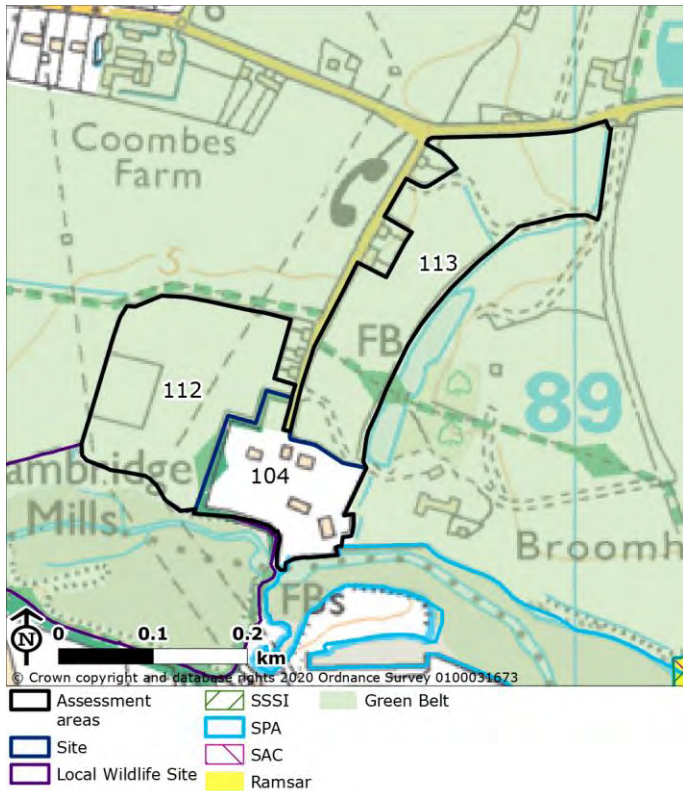 Coombes
Farm
S
113
FB
112
89
104
ambridge
Mills
Broomh
FBs
N
0 0.1 0.2
km
© Crown copyright and database rights 2020 Ordnance Survey 0100031673
Assessment areas
Site
Local Wildlife Site
SSSI
SPA
SAC
Ramsar
Green Belt